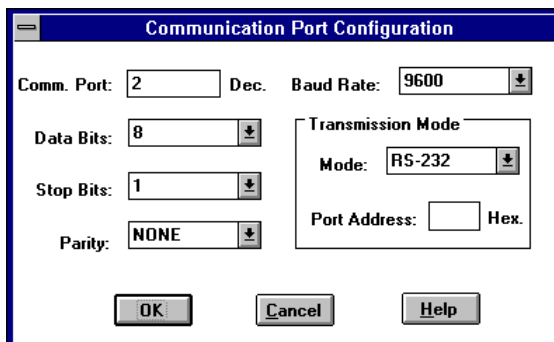 Communication Port Configuration
Comm. Port: 2 Dec. Baud Rate: 9600
Data Bits: 8
Transmission Mode
Mode: RS-232
Stop Bits: 1
Port Address: Hex.
Parity: NONE
OK Cancel Help